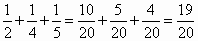 1/2 + 1/4 + 1/5 = 10/20 + 5/20 + 4/20 = 19/20